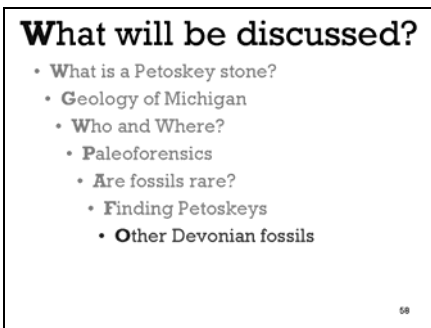 What will be discussed?
• What is a Petoskey stone?
• Geology of Michigan
• Who and Where?
• Paleoforensics
• Are fossils rare?
• Finding Petoskeys
• Other Devonian fossils
58